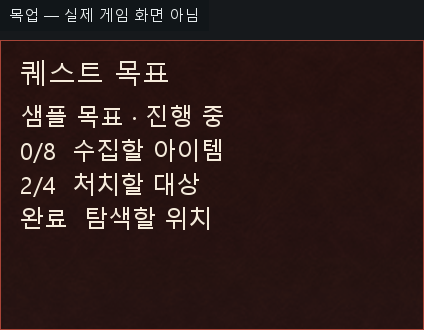 목업 — 실제 게임 화면 아님
퀘스트 목표
샘플 목표 · 진행 중
0/8 수집할 아이템
2/4 처치할 대상
완료 탐색할 위치